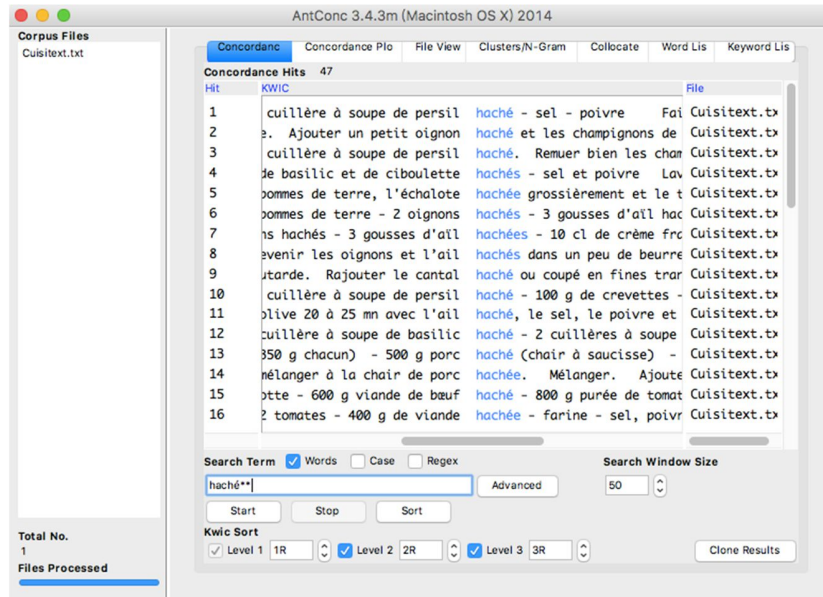 AntConc 3.4.3m (Macintosh OS X) 2014
Corpus Files
Cuisitext.txt
Concordanc Concordance Plo File View Clusters/N-Gram Collocate Word Lis Keyword Lis
Concordance Hits 47
Hit KWIC File
1 cuillère à soupe de persil haché - sel - poivre Fai Cuisitext.tx
2 e. Ajouter un petit oignon haché et les champignons de Cuisitext.tx
3 cuillère à soupe de persil haché. Remuer bien les cham Cuisitext.tx
4 de basilic et de ciboulette hachés - sel et poivre Lav Cuisitext.tx
5 pommes de terre, l'échalote hachée grossièrement et le t Cuisitext.tx
6 pommes de terre - 2 oignons hachés - 3 gousses d'aïl hac Cuisitext.tx
7 ns hachés - 3 gousses d'aïl hachées - 10 cl de crème fra Cuisitext.tx
8 evenir les oignons et l'ail hachés dans un peu de beurre Cuisitext.tx
9 utarde. Rajouter le cantal haché ou coupé en fines tran Cuisitext.tx
10 cuillère à soupe de persil haché - 100 g de crevettes - Cuisitext.tx
11 olive 20 à 25 mn avec l'ail haché, le sel, le poivre et Cuisitext.tx
12 cuillère à soupe de basilic haché - 2 cuillères à soupe Cuisitext.tx
13 350 g chacun) - 500 g porc haché (chair à saucisse) - Cuisitext.tx
14 mélanger à la chair de porc hachée. Mélanger. Ajoute Cuisitext.tx
15 otte - 600 g viande de bœuf haché - 800 g purée de tomat Cuisitext.tx
16 2 tomates - 400 g de viande hachée - farine - sel, poivr Cuisitext.tx
Search Term Words Case Regex Search Window Size
haché** Advanced 50
Start Stop Sort
Total No.
1
Files Processed
Kwic Sort
Level 1 1R Level 2 2R Level 3 3R Clone Results